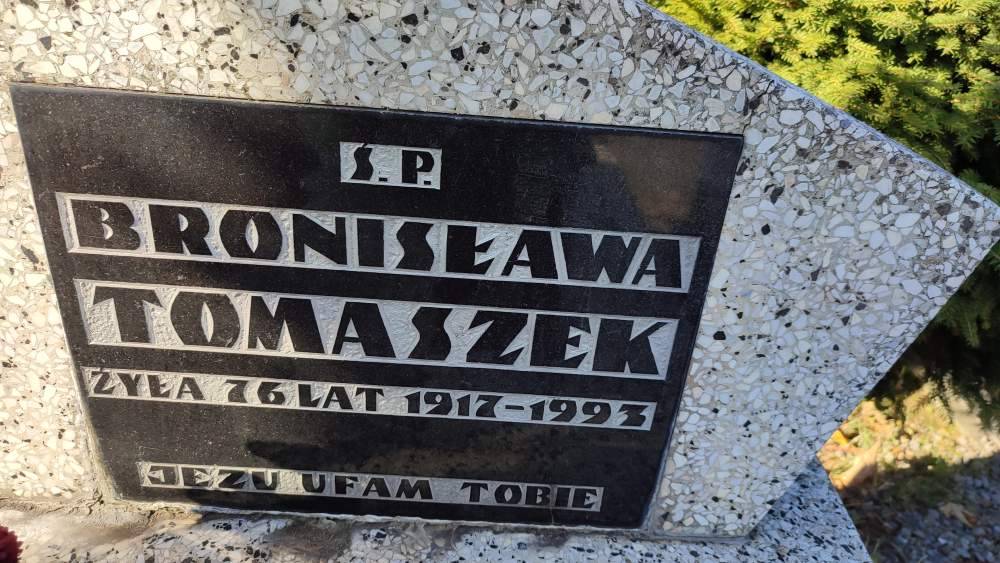 Ś.P.
BRONISŁAWA
TOMASZEK
ŻYŁA 76 LAT 1917-1993
JEZU UFAM TOBIE